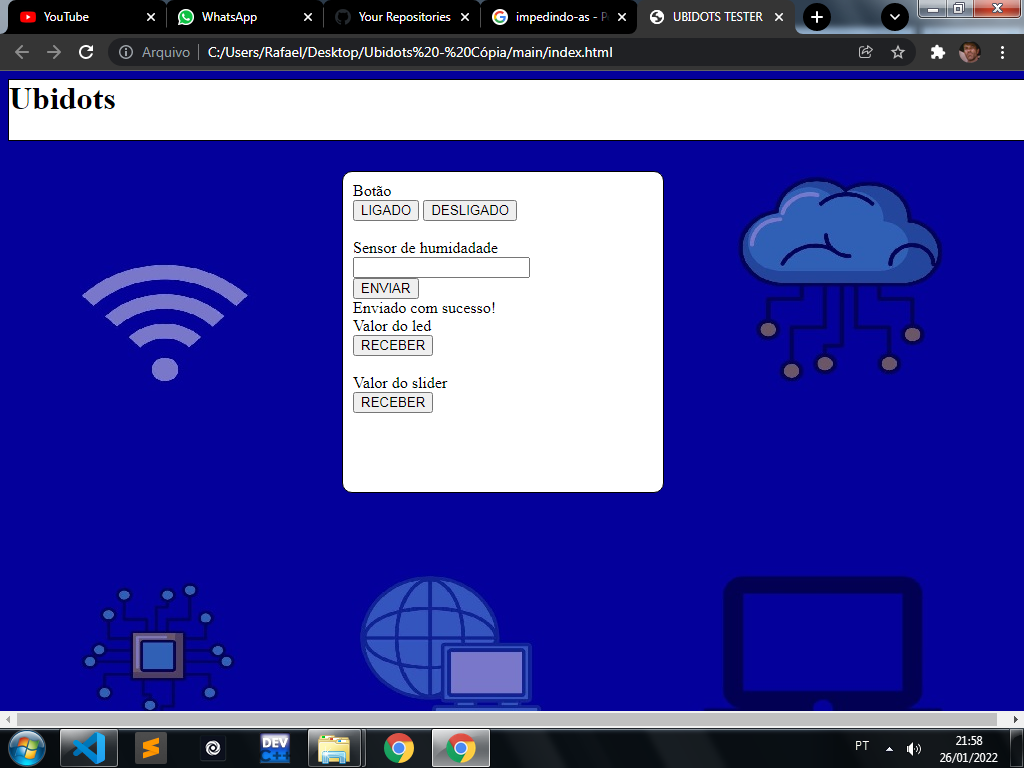 YouTube
WhatsApp
Your Repositories
impedindo-as - P
UBIDOTS TESTER
Arquivo
C:/Users/Rafael/Desktop/Ubidots%20-%20Cópia/main/index.html
Ubidots
Botão
LIGADO DESLIGADO
Sensor de humidadade
ENVIAR
Enviado com sucesso!
Valor do led
RECEBER
Valor do slider
RECEBER
DEV
C++
PT
21:58
26/01/2022